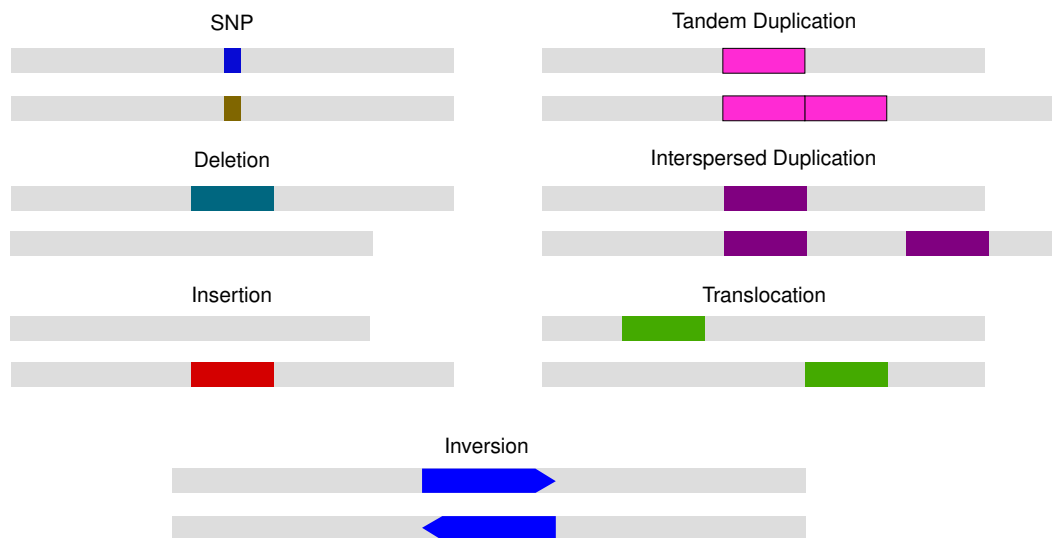 SNP
Tandem Duplication
Deletion
Interspersed Duplication
Insertion
Translocation
Inversion